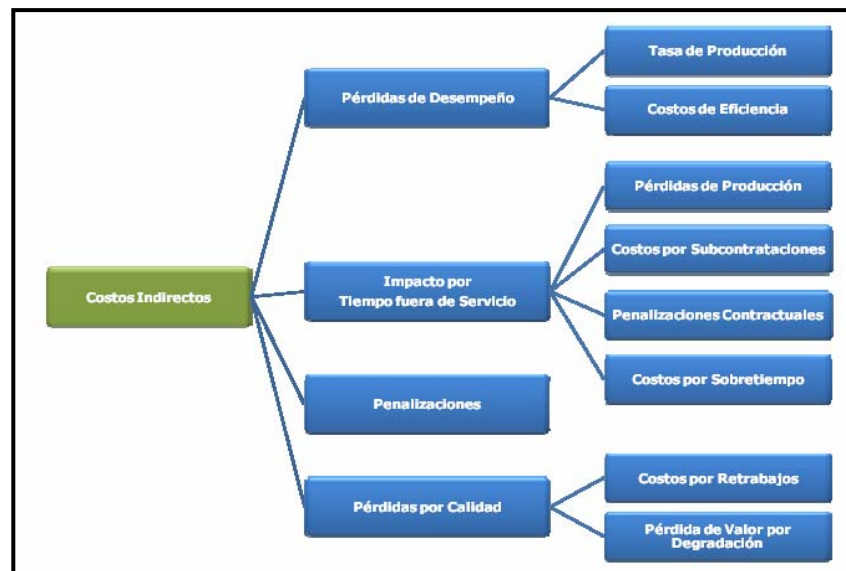 Costos Indirectos
Pérdidas de Desempeño
Tasa de Producción
Costos de Eficiencia
Impacto por
Tiempo fuera de Servicio
Pérdidas de Producción
Costos por Subcontrataciones
Penalizaciones Contractuales
Costos por Sobretiempo
Penalizaciones
Pérdidas por Calidad
Costos por Retrabajos
Pérdida de Valor por
Degradación